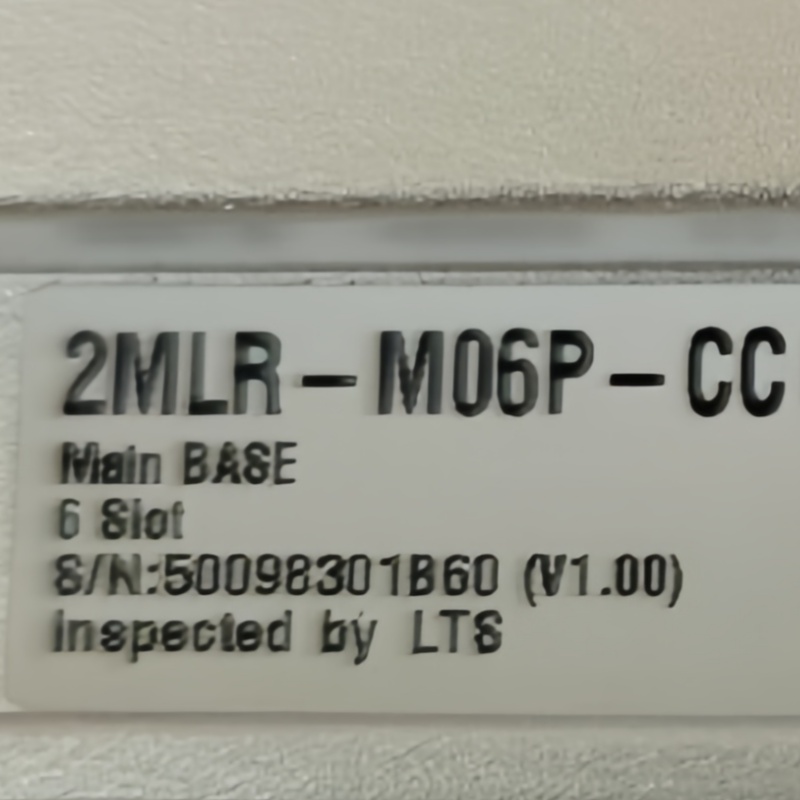 2MLR-M06P-CC
Main BASE
6 Slot
S/N:50098301B60 (V1.00)
Inspected by LTS